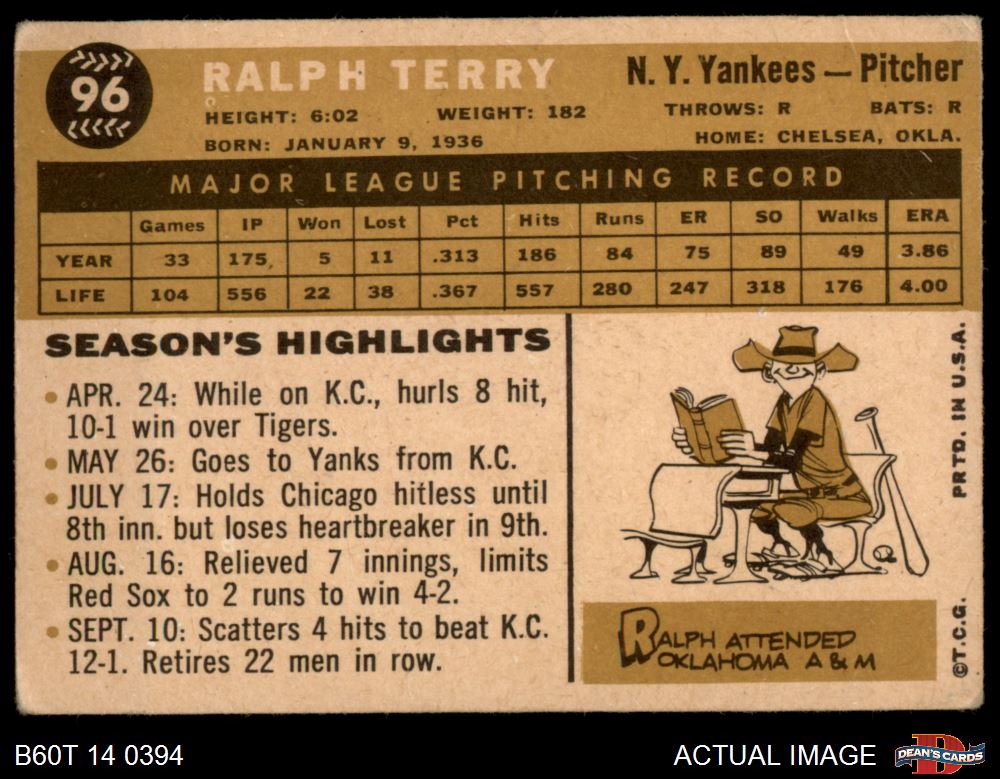 96
RALPH TERRY
N. Y. Yankees — Pitcher
HEIGHT: 6:02 WEIGHT: 182 THROWS: R BATS: R
BORN: JANUARY 9, 1936 HOME: CHELSEA, OKLA.
MAJOR LEAGUE PITCHING RECORD
Games IP Won Lost Pct Hits Runs ER SO Walks ERA
YEAR 33 175 5 11 .313 186 84 75 89 49 3.86
LIFE 104 556 22 38 .367 557 280 247 318 176 4.00
SEASON'S HIGHLIGHTS
• APR. 24: While on K.C., hurls 8 hit,
10-1 win over Tigers.
• MAY 26: Goes to Yanks from K.C.
• JULY 17: Holds Chicago hitless until
8th inn. but loses heartbreaker in 9th.
• AUG. 16: Relieved 7 innings, limits
Red Sox to 2 runs to win 4-2.
• SEPT. 10: Scatters 4 hits to beat K.C.
12-1. Retires 22 men in row.
RALPH ATTENDED
OKLAHOMA A & M
©T.C.G. PRTD. IN U.S.A.
B60T 14 0394
ACTUAL IMAGE
DEAN'S CARDS